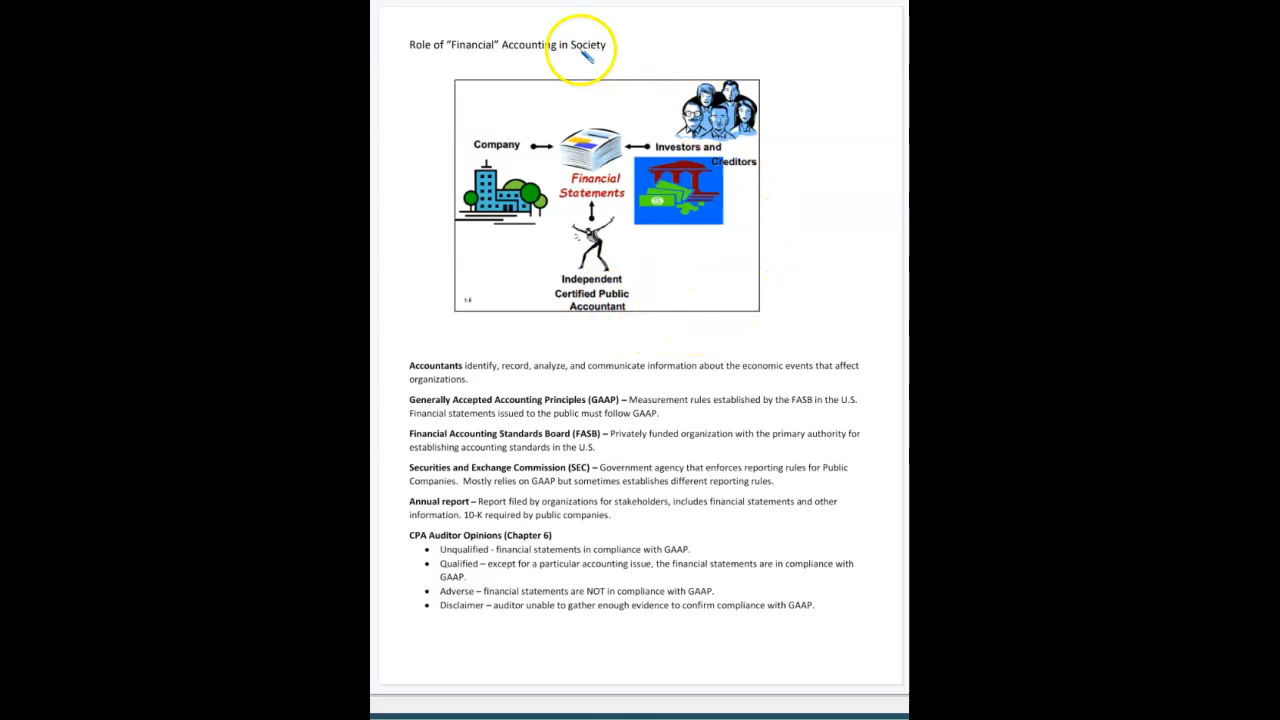 Role of “Financial” Accounting in Society
Company
Investors and
Creditors
Financial
Statements
Independent
Certified Public
Accountant
1-6
Accountants identify, record, analyze, and communicate information about the economic events that affect
organizations.
Generally Accepted Accounting Principles (GAAP) – Measurement rules established by the FASB in the U.S.
Financial statements issued to the public must follow GAAP.
Financial Accounting Standards Board (FASB) – Privately funded organization with the primary authority for
establishing accounting standards in the U.S.
Securities and Exchange Commission (SEC) – Government agency that enforces reporting rules for Public
Companies.  Mostly relies on GAAP but sometimes establishes different reporting rules.
Annual report – Report filed by organizations for stakeholders, includes financial statements and other
information. 10-K required by public companies.
CPA Auditor Opinions (Chapter 6)
• Unqualified - financial statements in compliance with GAAP.
• Qualified – except for a particular accounting issue, the financial statements are in compliance with
GAAP.
• Adverse – financial statements are NOT in compliance with GAAP.
• Disclaimer – auditor unable to gather enough evidence to confirm compliance with GAAP.